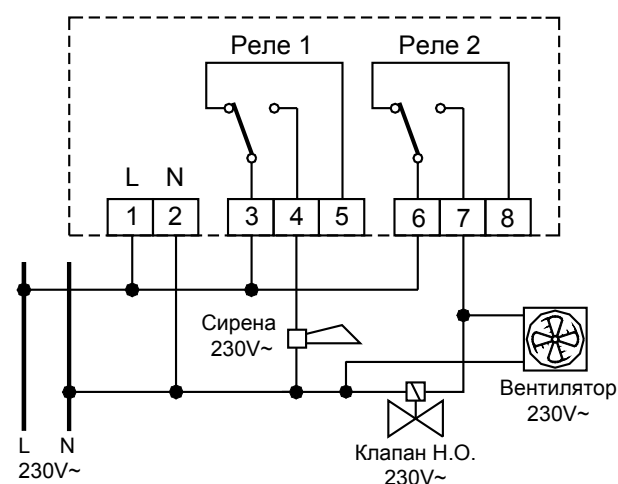 Реле 1
Реле 2
L N
1 2 3 4 5 6 7 8
Сирена
230V~
Вентилятор
230V~
Клапан Н.О.
230V~
L N
230V~